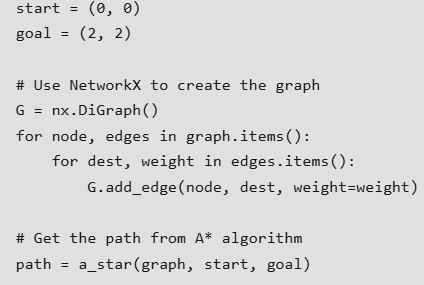 start = (0, 0)
goal = (2, 2)

# Use NetworkX to create the graph
G = nx.DiGraph()
for node, edges in graph.items():
    for dest, weight in edges.items():
        G.add_edge(node, dest, weight=weight)

# Get the path from A* algorithm
path = a_star(graph, start, goal)